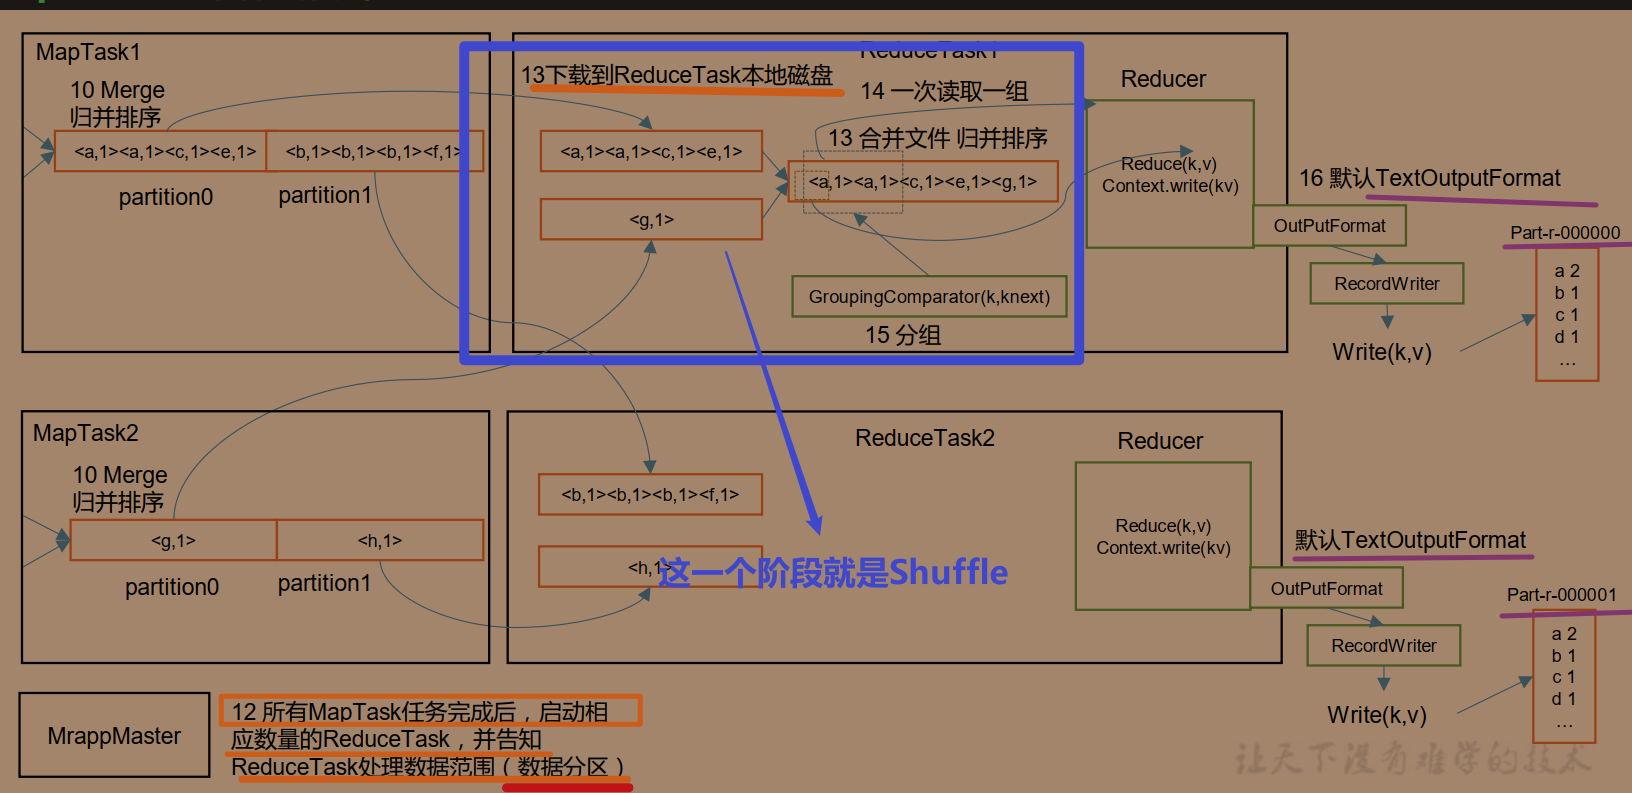 MapTask1
10 Merge
归并排序
<a,1><a,1><c,1><e,1>
<b,1><b,1><b,1><f,1>
partition0
partition1
ReduceTask1
13下载到ReduceTask本地磁盘
14 一次读取一组
13 合并文件 归并排序
<a,1><a,1><c,1><e,1>
<a,1><a,1><c,1><e,1><g,1>
<g,1>
GroupingComparator(k,knext)
15 分组
Reducer
Reduce(k,v)
Context.write(kv)
16 默认TextOutputFormat
OutPutFormat
RecordWriter
Write(k,v)
Part-r-000000
a 2
b 1
c 1
d 1
...
MapTask2
10 Merge
归并排序
<g,1>
<h,1>
partition0
partition1
ReduceTask2
<b,1><b,1><b,1><f,1>
<h,1>
这一个阶段就是Shuffle
Reducer
Reduce(k,v)
Context.write(kv)
默认TextOutputFormat
OutPutFormat
RecordWriter
Write(k,v)
Part-r-000001
a 2
b 1
c 1
d 1
...
MrappMaster
12 所有MapTask任务完成后，启动相
应数量的ReduceTask，并告知
ReduceTask处理数据范围（数据分区）
让天下没有难学的技术